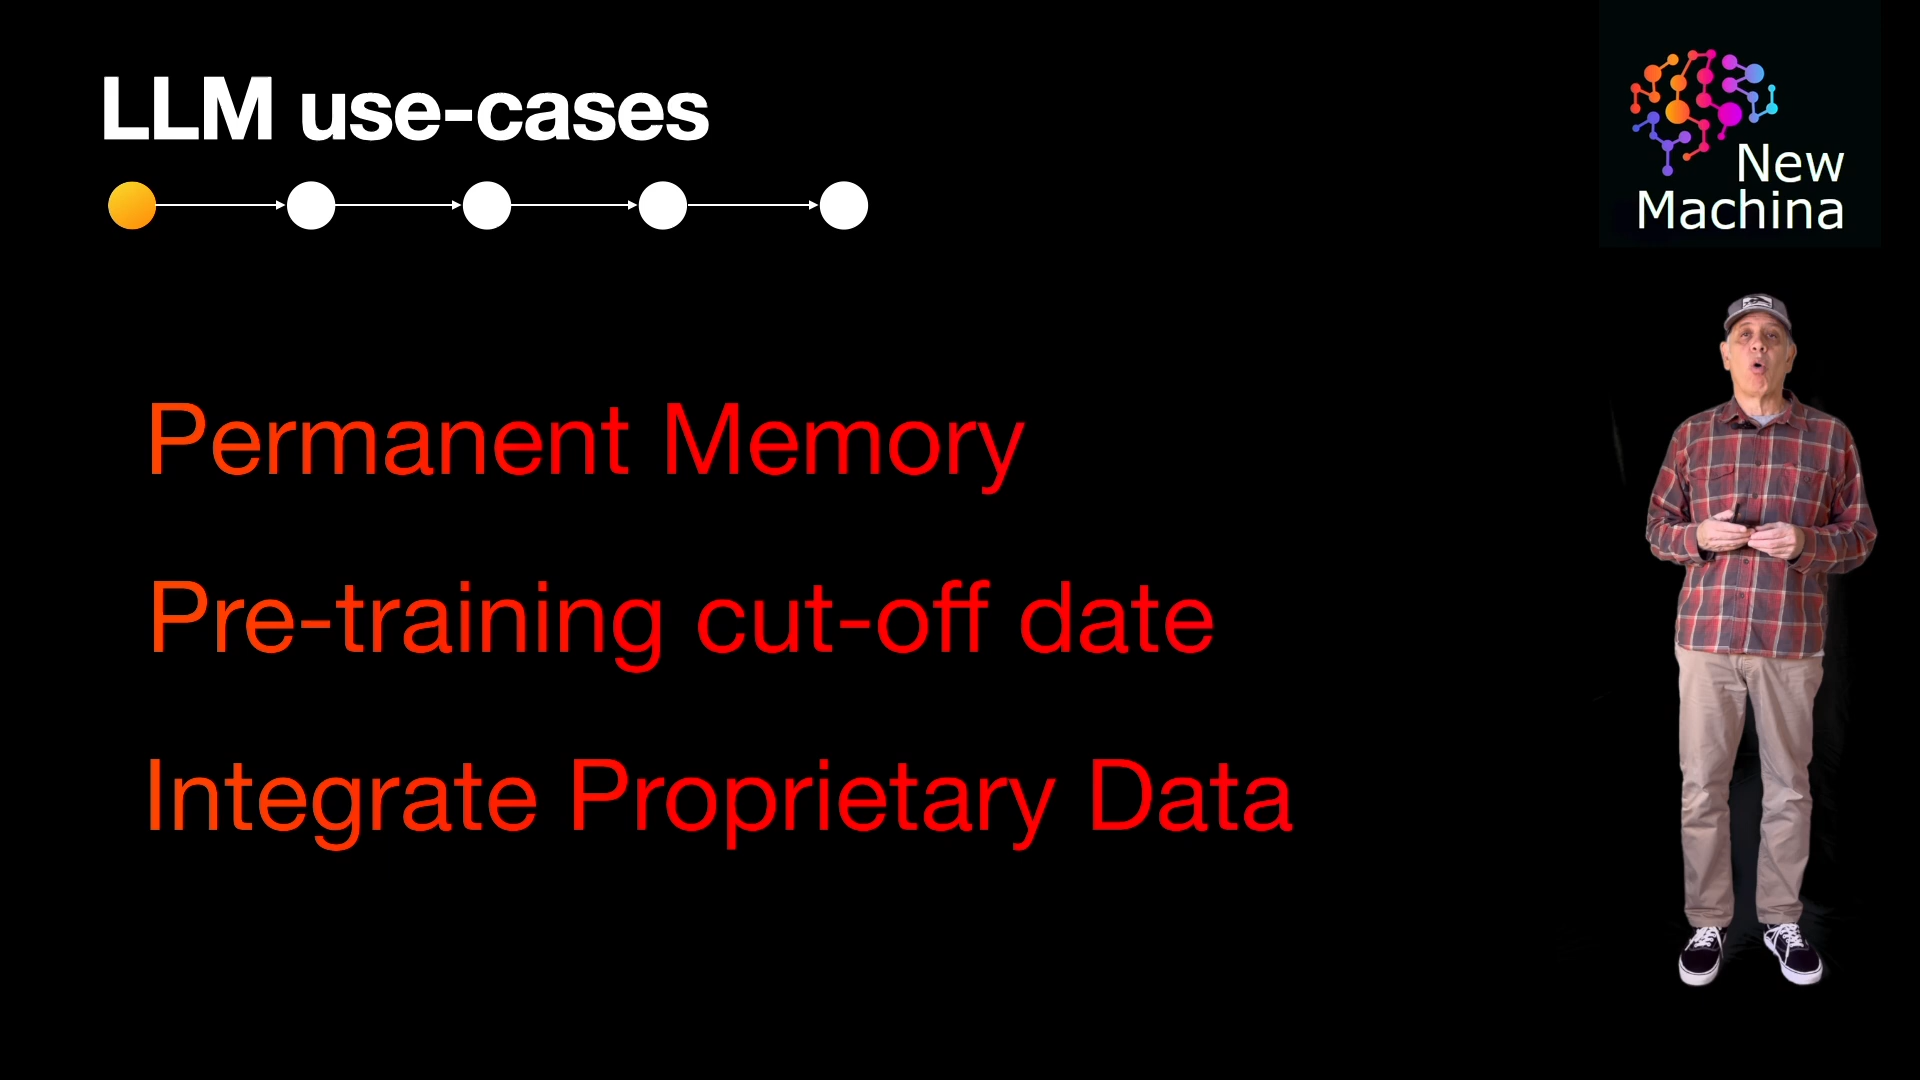 LLM use-cases
New
Machina
Permanent Memory
Pre-training cut-off date
Integrate Proprietary Data